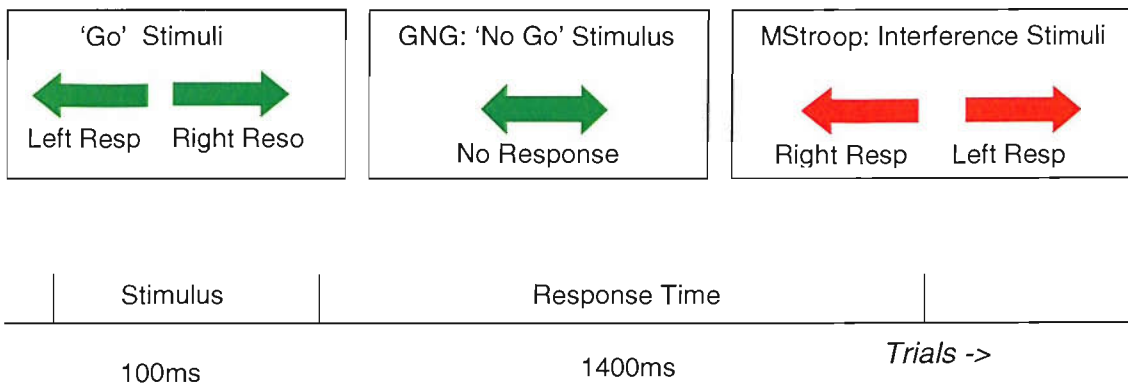 'Go' Stimuli
Left Resp Right Reso
GNG: 'No Go' Stimulus
No Response
MStroop: Interference Stimuli
Right Resp Left Resp
Stimulus Response Time
100ms 1400ms Trials ->